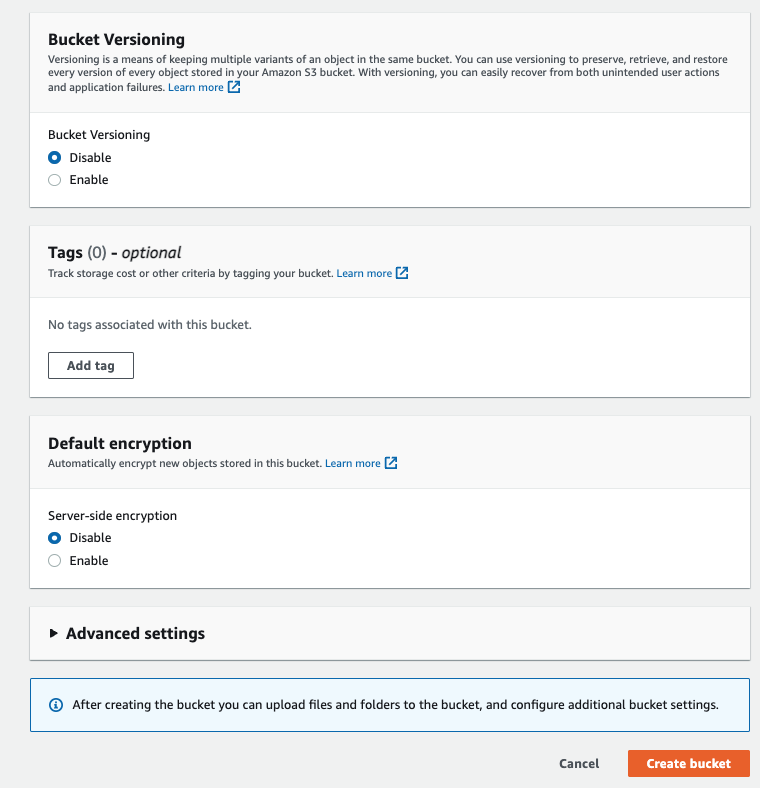 Bucket Versioning
Versioning is a means of keeping multiple variants of an object in the same bucket. You can use versioning to preserve, retrieve, and restore
every version of every object stored in your Amazon S3 bucket. With versioning, you can easily recover from both unintended user actions
and application failures. Learn more
Bucket Versioning
Disable
Enable
Tags (0) - optional
Track storage cost or other criteria by tagging your bucket. Learn more
No tags associated with this bucket.
Add tag
Default encryption
Automatically encrypt new objects stored in this bucket. Learn more
Server-side encryption
Disable
Enable
Advanced settings
After creating the bucket you can upload files and folders to the bucket, and configure additional bucket settings.
Cancel Create bucket